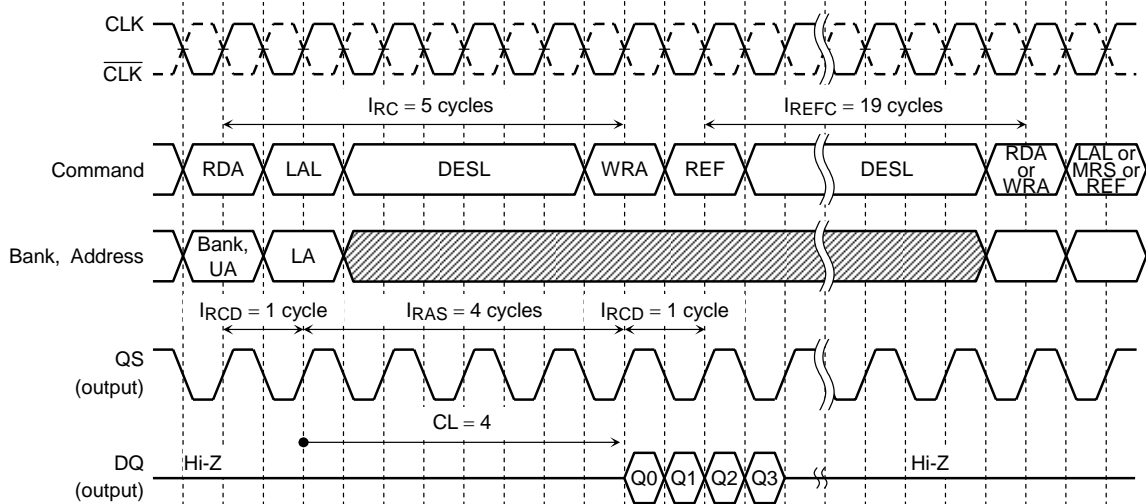 CLK
CLK
IRC = 5 cycles
IREFC = 19 cycles
Command
RDA
LAL
DESL
WRA
REF
DESL
RDA
or
WRA
LAL or
MRS or
REF
Bank, Address
Bank,
UA
LA
IRCD = 1 cycle
IRAS = 4 cycles
IRCD = 1 cycle
QS
(output)
CL = 4
DQ
(output)
Hi-Z
Q0
Q1
Q2
Q3
Hi-Z